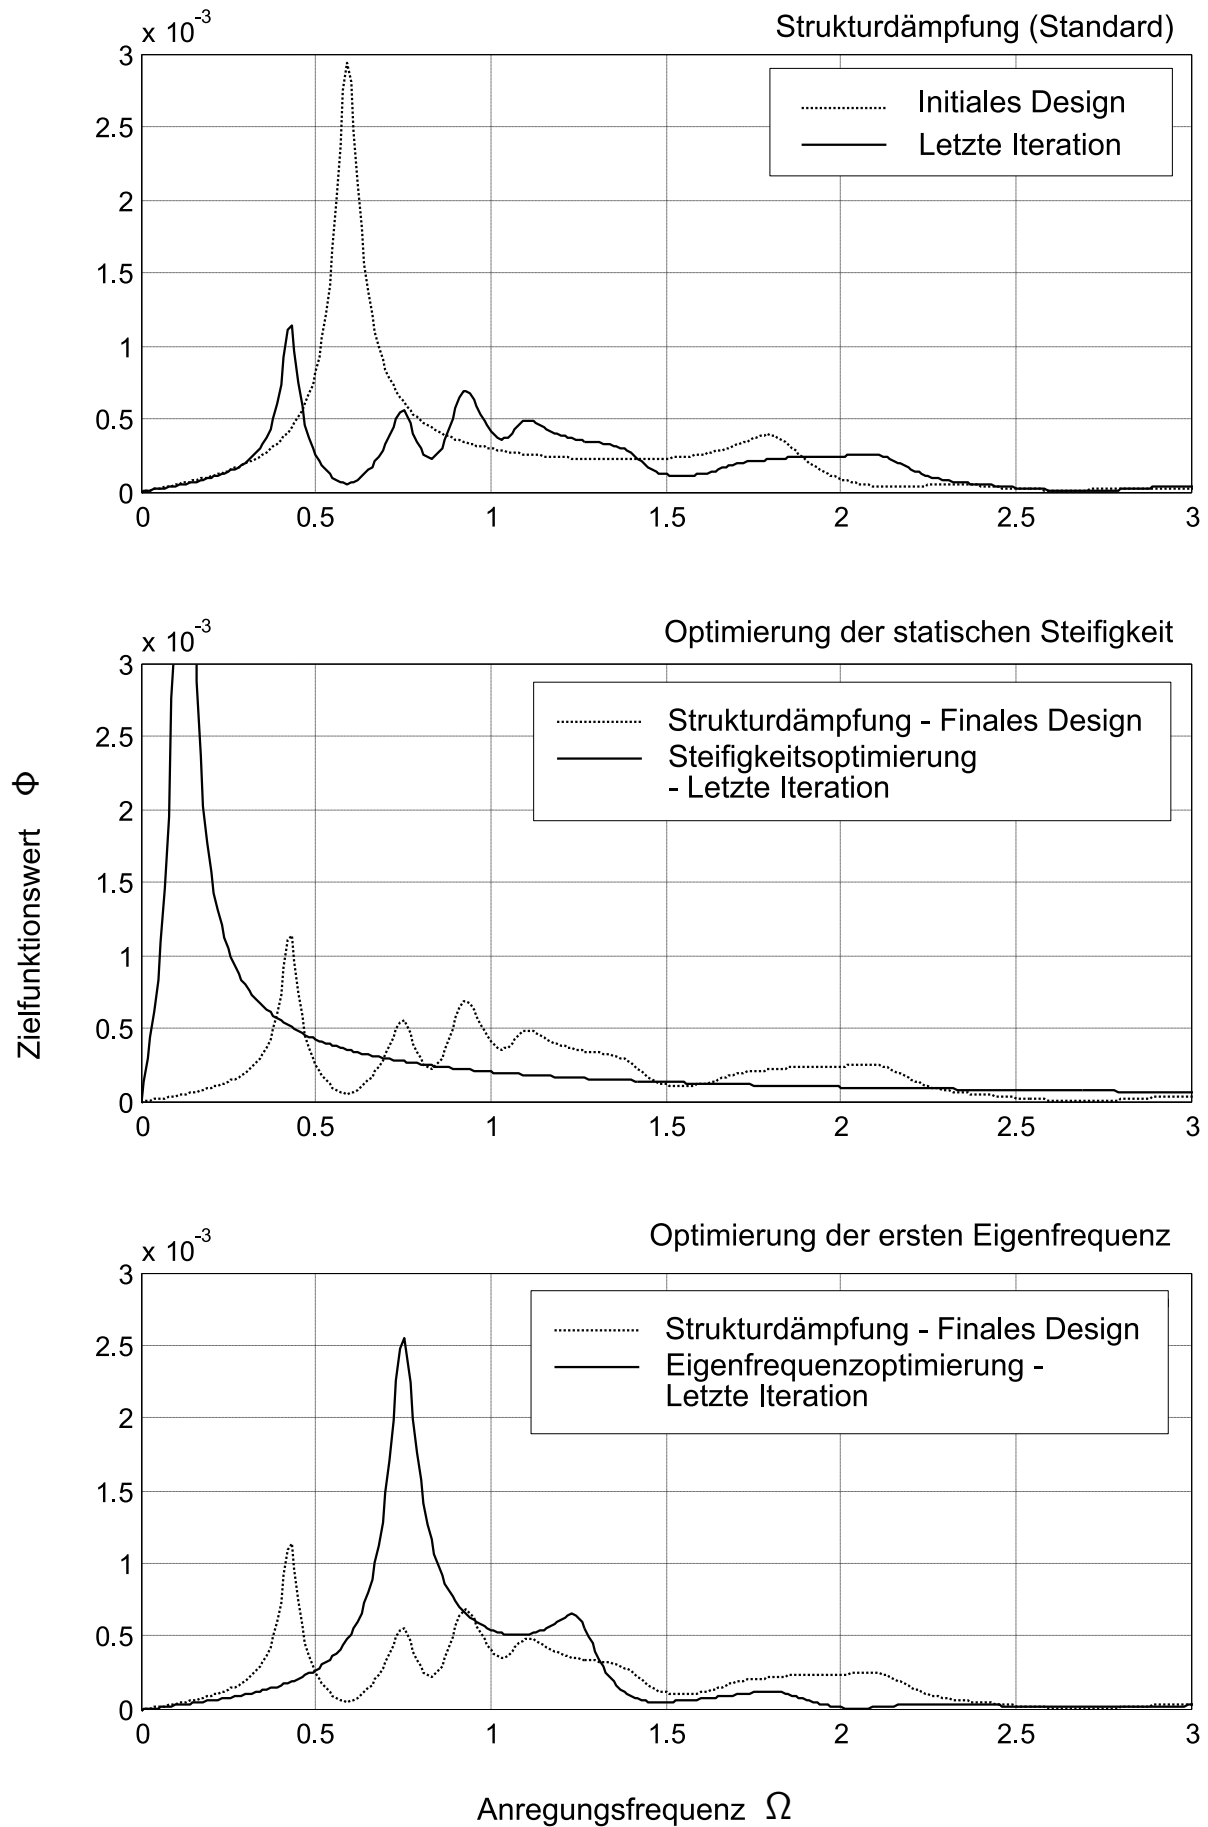 x 10-3
Strukturdämpfung (Standard)
3
2.5
2
1.5
1
0.5
0
Initiales Design
Letzte Iteration
0 0.5 1 1.5 2 2.5 3
x 10-3
Optimierung der statischen Steifigkeit
3
2.5
2
1.5
1
0.5
0
Strukturdämpfung - Finales Design
Steifigkeitsoptimierung
- Letzte Iteration
0 0.5 1 1.5 2 2.5 3
Zielfunktionswert Φ
x 10-3
Optimierung der ersten Eigenfrequenz
3
2.5
2
1.5
1
0.5
0
Strukturdämpfung - Finales Design
Eigenfrequenzoptimierung -
Letzte Iteration
0 0.5 1 1.5 2 2.5 3
Anregungsfrequenz Ω